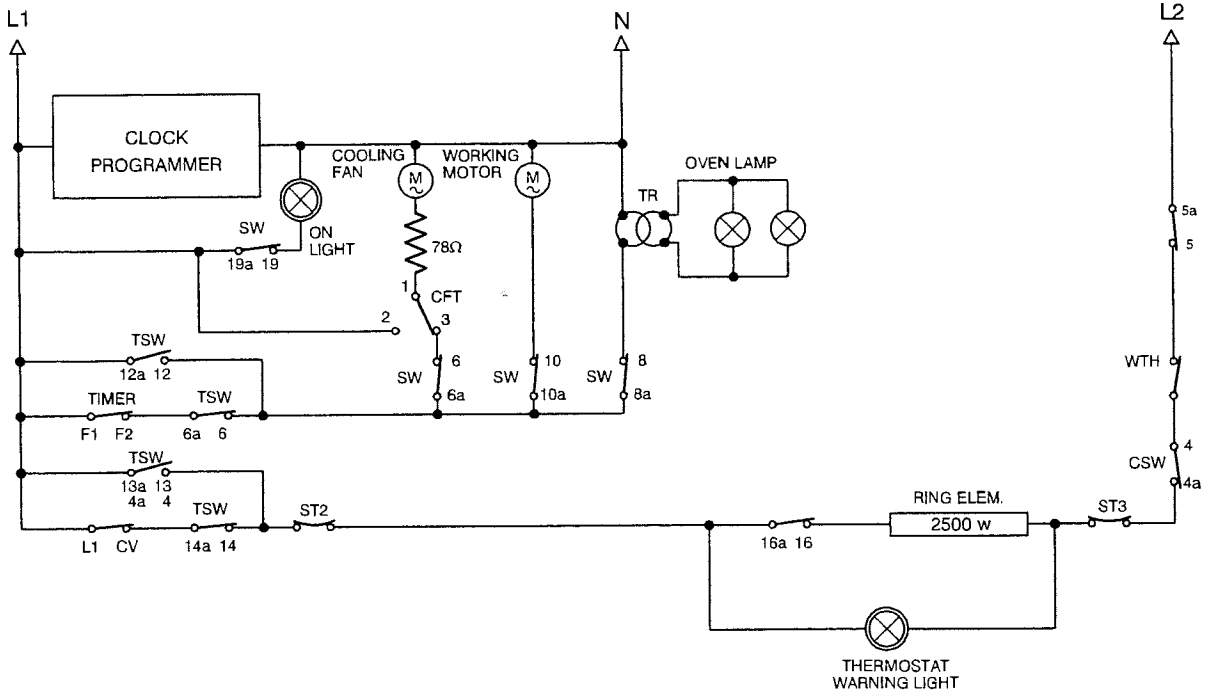 L1
N
L2
CLOCK
PROGRAMMER
COOLING
FAN
WORKING
MOTOR
OVEN LAMP
M
~
M
~
TR
5a
5
SW
19a 19
ON
LIGHT
78Ω
1
CFT
2
3
TSW
12a 12
6
SW
6a
10
SW
10a
8
SW
8a
WTH
TIMER
F1 F2
TSW
6a 6
TSW
13a 13
4a 4
4
CSW
4a
L1 CV
TSW
14a 14
ST2
16a 16
RING ELEM.
2500 W
ST3
THERMOSTAT
WARNING LIGHT